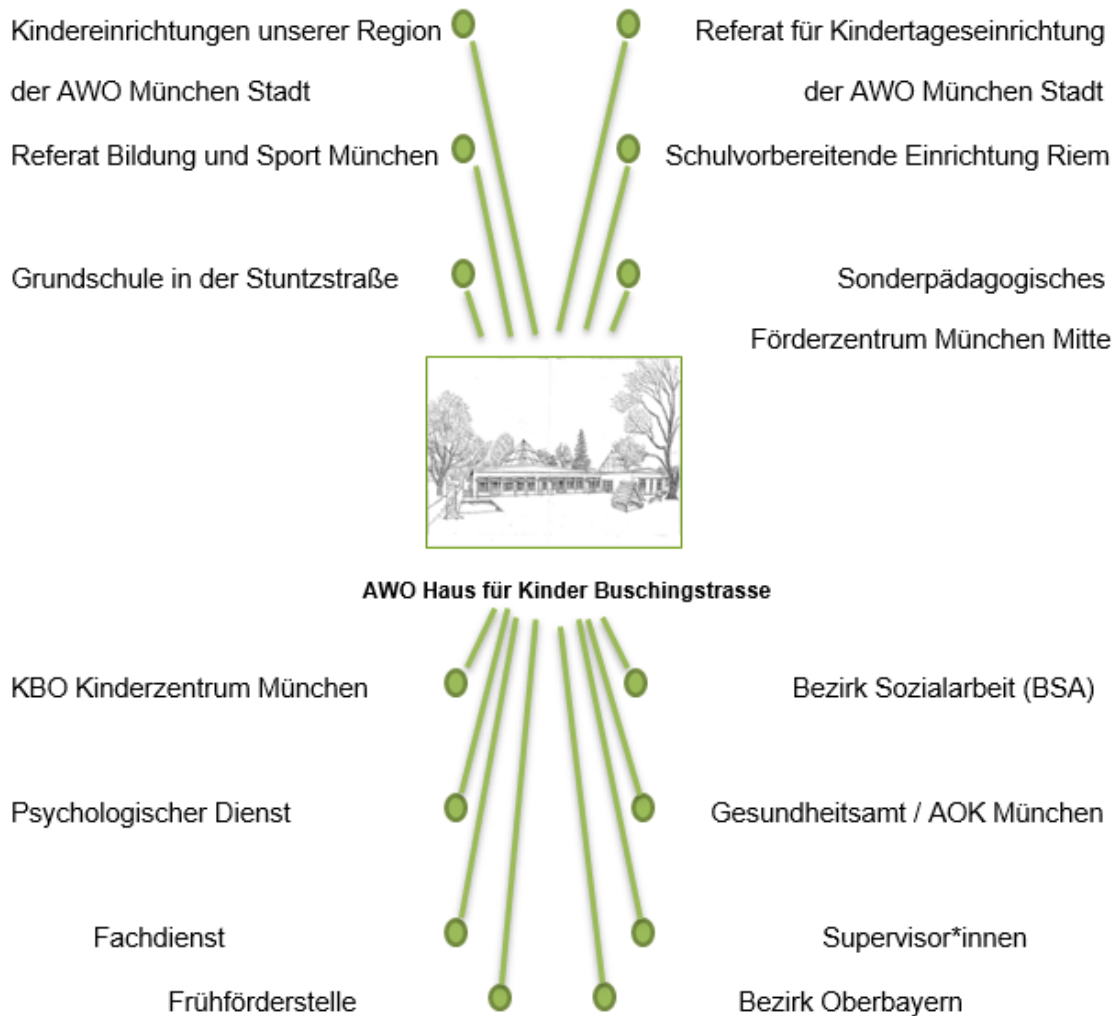 Kindereinrichtungen unserer Region
der AWO München Stadt
Referat für Kindertageseinrichtung
der AWO München Stadt
Referat Bildung und Sport München
Schulvorbereitende Einrichtung Riem
Grundschule in der Stuntzstraße
Sonderpädagogisches
Förderzentrum München Mitte
AWO Haus für Kinder Buschingstrasse
KBO Kinderzentrum München
Bezirk Sozialarbeit (BSA)
Psychologischer Dienst
Gesundheitsamt / AOK München
Fachdienst
Supervisor*innen
Frühförderstelle
Bezirk Oberbayern